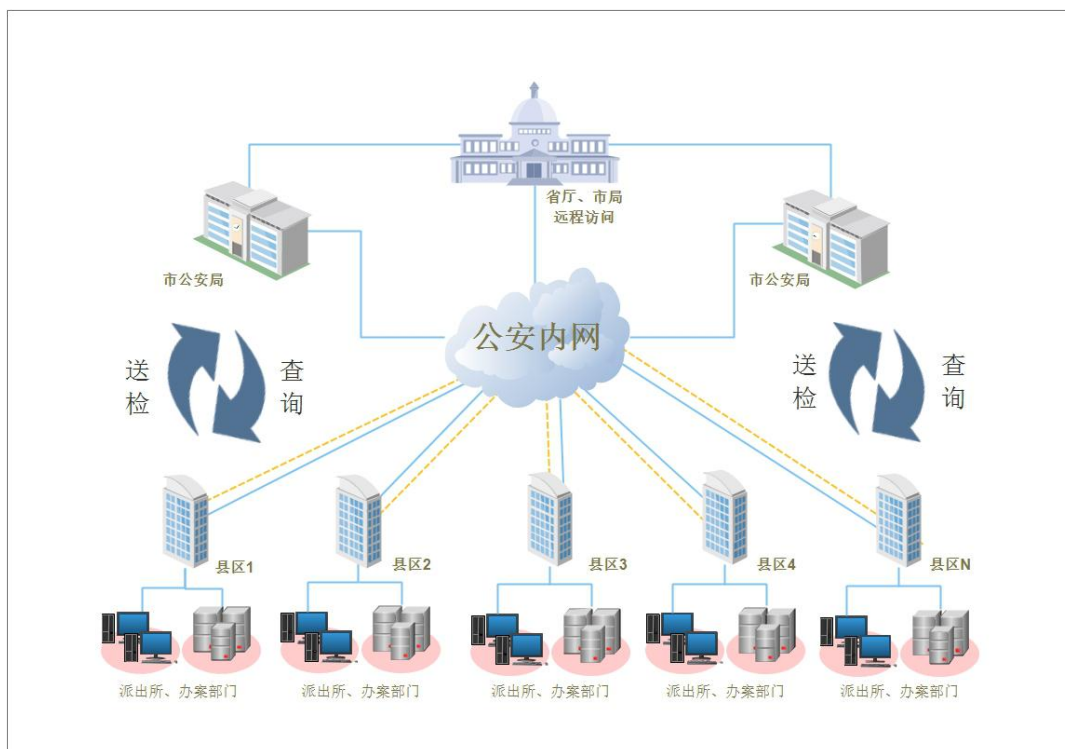 省厅、市局
远程访问
市公安局
市公安局
公安内网
送检
查询
送检
查询
县区1
县区2
县区3
县区4
县区N
派出所、办案部门
派出所、办案部门
派出所、办案部门
派出所、办案部门
派出所、办案部门